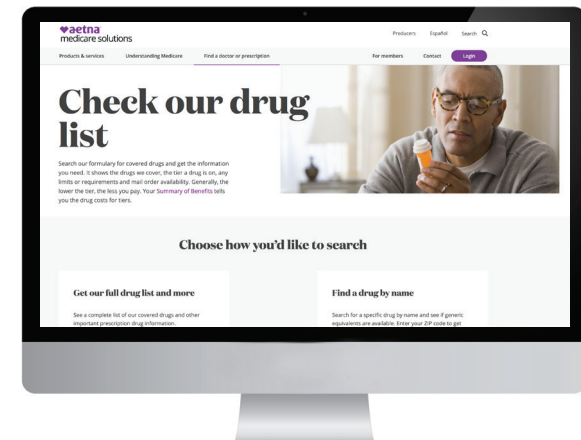 aetna
medicare solutions
Producers Español Search
Products & services Understanding Medicare Find a doctor or prescription For members Contact Login
Check our drug
list
Search our formulary for covered drugs and get the information
you need. It shows the drugs we cover, the tier a drug is on, any
limits or requirements and mail order availability. Generally, the
lower the tier, the less you pay. Your Summary of Benefits tells
you the drug costs for tiers.
Choose how you'd like to search
Get our full drug list and more
See a complete list of our covered drugs and other
important prescription drug information.
Find a drug by name
Search for a specific drug by name and see if generic
equivalents are available. Enter your ZIP code to get